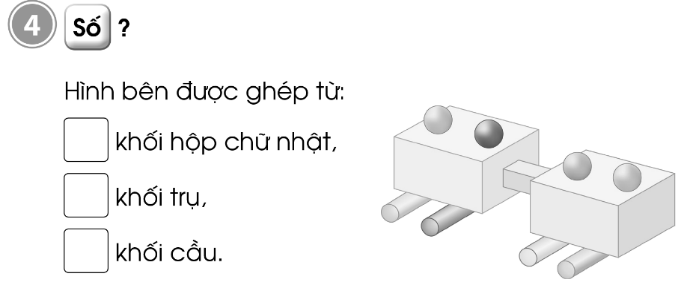 4 Số ?
Hình bên được ghép từ:
khối hộp chữ nhật,
khối trụ,
khối cầu.